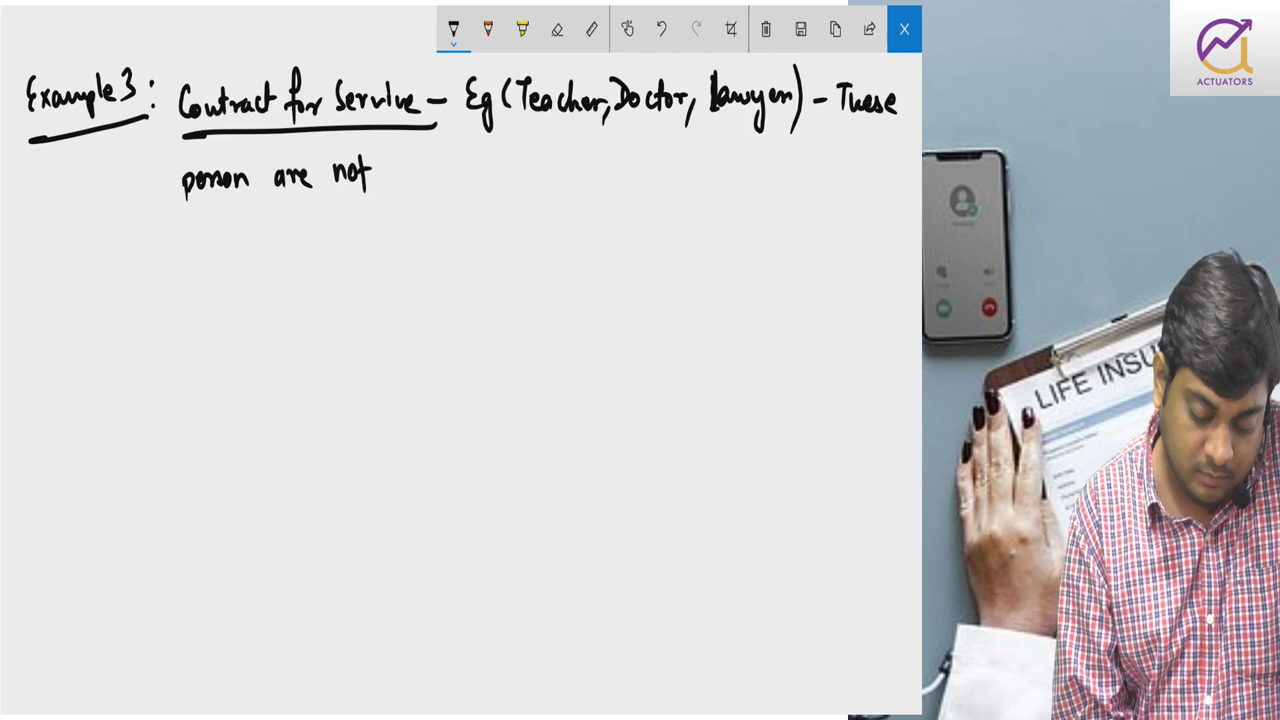 Example 3: Contract for Service – Eg (Teacher, Doctor, Lawyer) – These
person are not
ACTUATORS
LIFE INSU